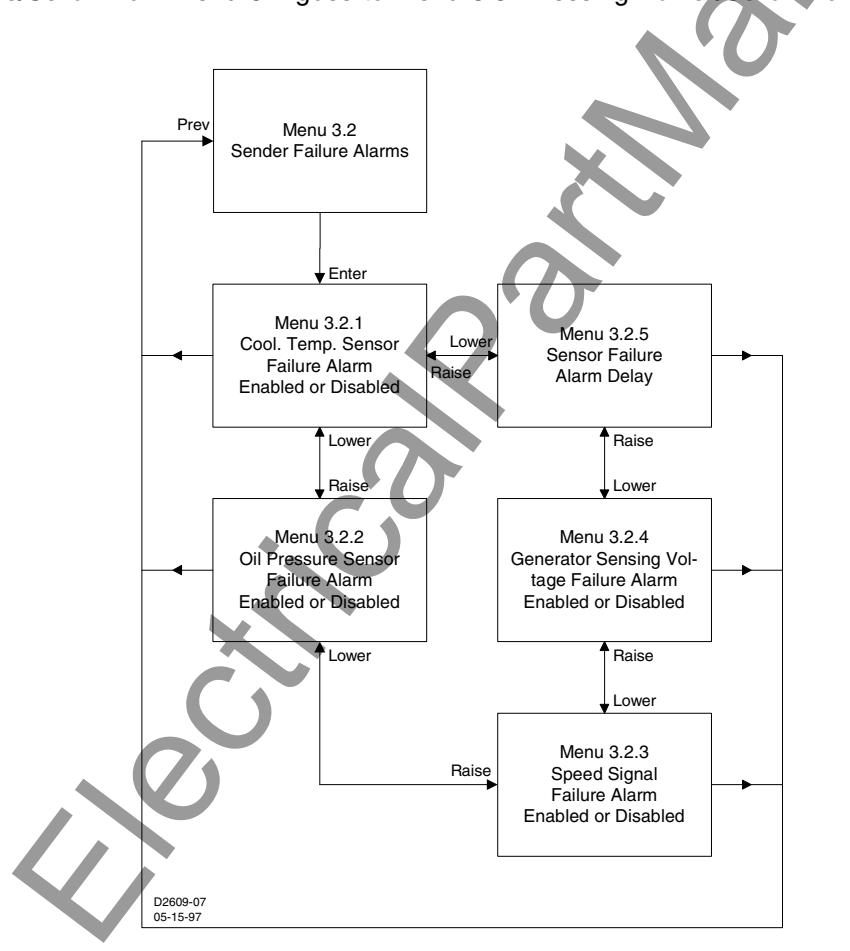 Prev
Menu 3.2
Sender Failure Alarms
Enter
Menu 3.2.1
Cool. Temp. Sensor
Failure Alarm
Enabled or Disabled
Lower
Raise
Menu 3.2.5
Sensor Failure
Alarm Delay
Lower
Raise
Raise
Lower
Menu 3.2.2
Oil Pressure Sensor
Failure Alarm
Enabled or Disabled
Menu 3.2.4
Generator Sensing Vol-
tage Failure Alarm
Enabled or Disabled
Lower
Raise
Raise
Lower
Menu 3.2.3
Speed Signal
Failure Alarm
Enabled or Disabled
D2609-07
05-15-97
ElectricalPartMa